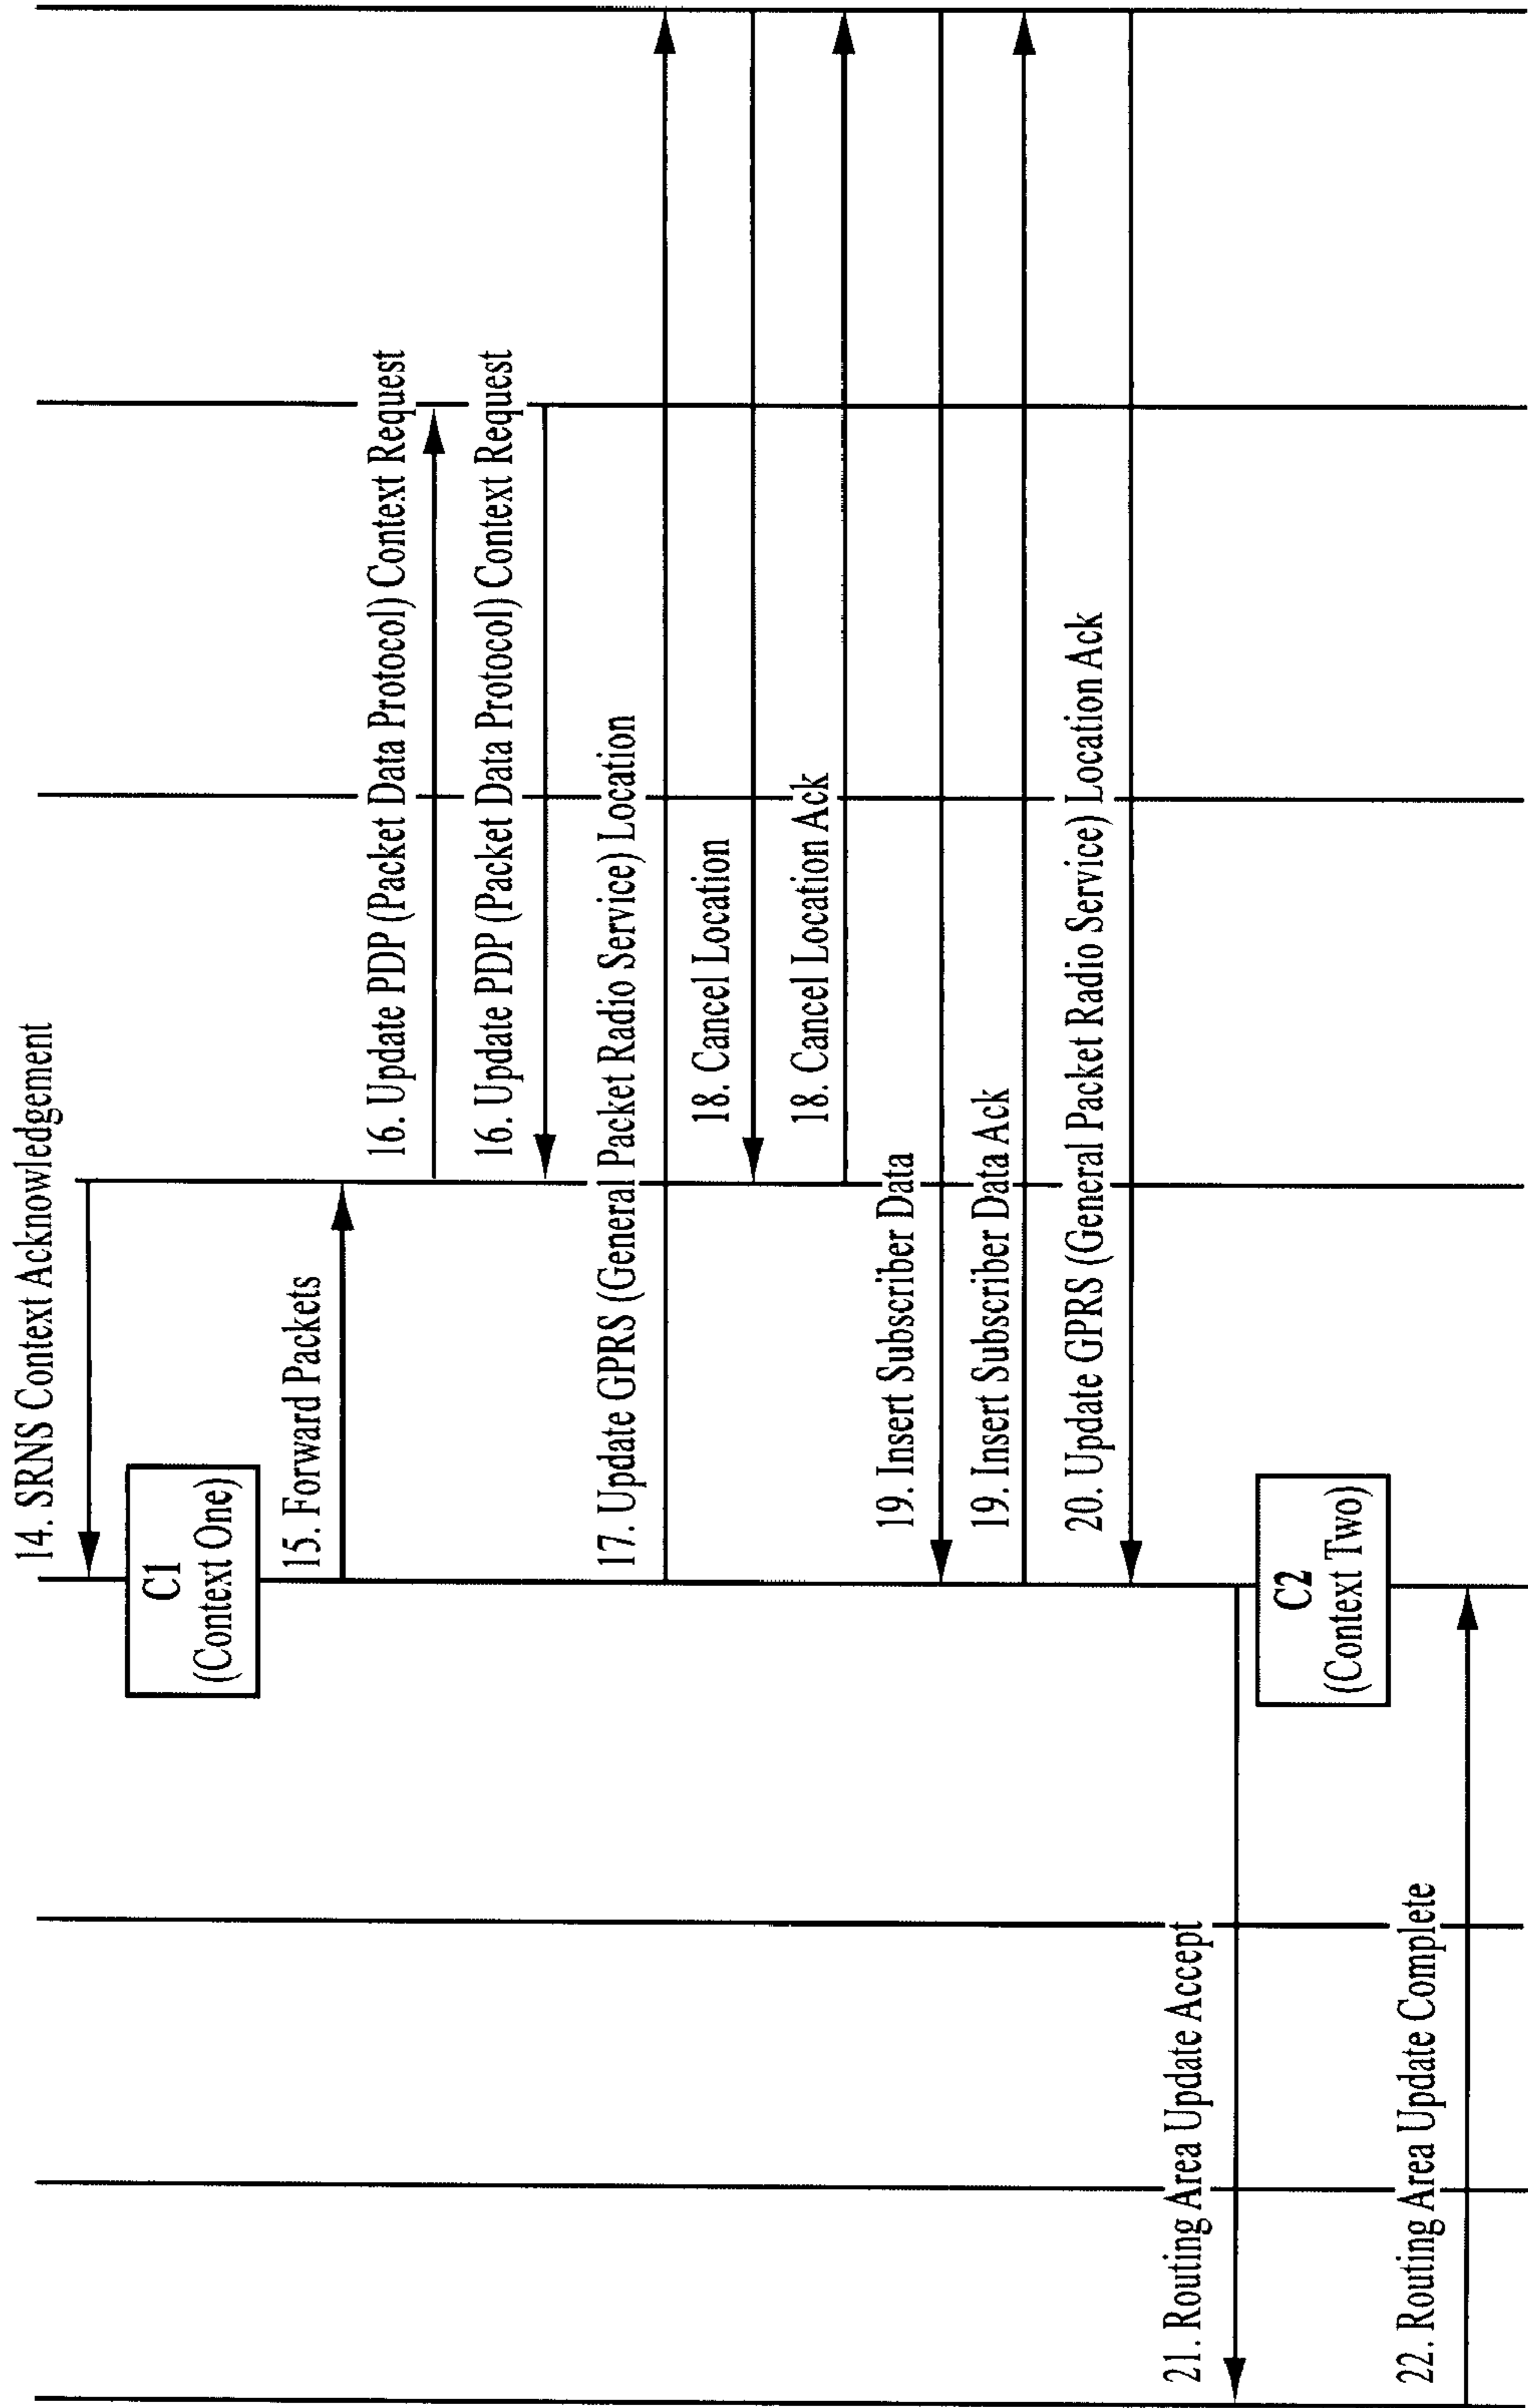 14. SRNS Context Acknowledgement
C1
(Context One)
15. Forward Packets
16. Update PDP (Packet Data Protocol) Context Request
16. Update PDP (Packet Data Protocol) Context Request
17. Update GPRS (General Packet Radio Service) Location
18. Cancel Location
18. Cancel Location Ack
19. Insert Subscriber Data
19. Insert Subscriber Data Ack
20. Update GPRS (General Packet Radio Service) Location Ack
21. Routing Area Update Accept
C2
(Context Two)
22. Routing Area Update Complete